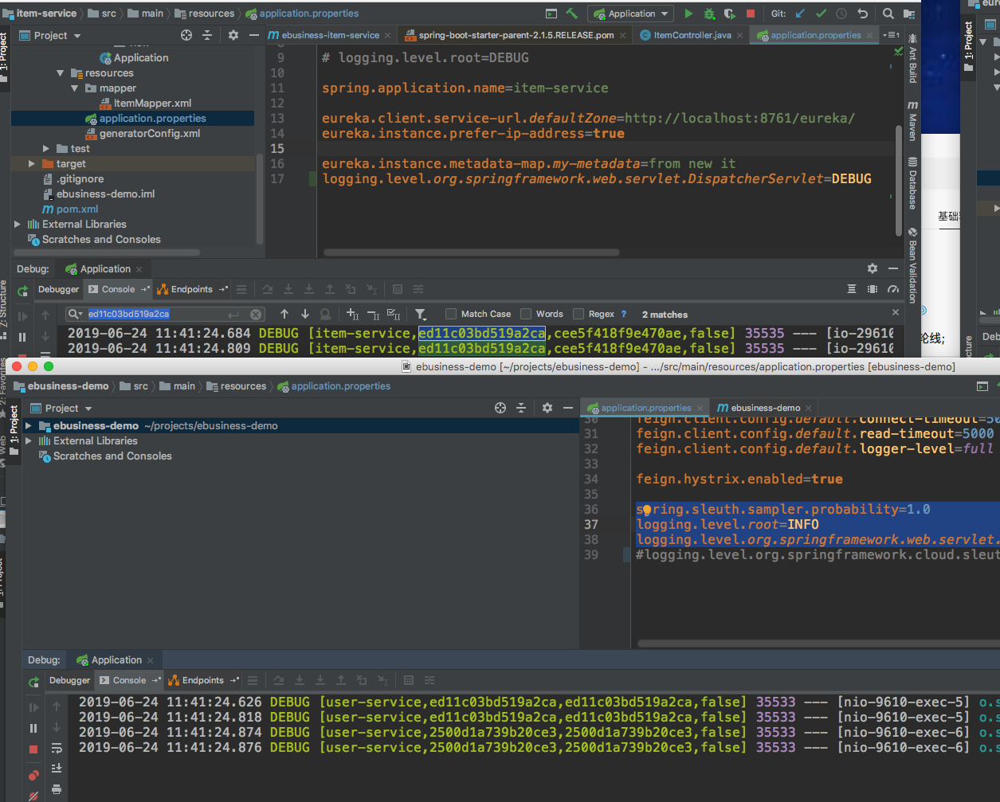 item-service src main resources application.properties Application Git:
Project
ebusiness-item-service spring-boot-starter-parent-2.1.5.RELEASE.pom ItemController.java application.properties
Application
resources
mapper
ItemMapper.xml
application.properties
generatorConfig.xml
test
target
.gitignore
ebusiness-demo.iml
pom.xml
External Libraries
Scratches and Consoles
9 # logging.level.root=DEBUG
10
11 spring.application.name=item-service
12
13 eureka.client.service-url.defaultZone=http://localhost:8761/eureka/
14 eureka.instance.prefer-ip-address=true
15
16 eureka.instance.metadata-map.my-metadata=from new it
17 logging.level.org.springframework.web.servlet.DispatcherServlet=DEBUG
1: Project
Ant Build
Maven
Database
Bean Validation
1: Project
基础
轮线;
Debug: Application
Debugger Console Endpoints
ed11c03bd519a2ca Match Case Words Regex ? 2 matches
2019-06-24 11:41:24.684 DEBUG [item-service,ed11c03bd519a2ca,cee5f418f9e470ae,false] 35535 --- [io-29610
2019-06-24 11:41:24.809 DEBUG [item-service,ed11c03bd519a2ca,cee5f418f9e470ae,false] 35535 --- [io-29610
Z: Structure
2: Favorites
Web
ebusiness-demo [~/projects/ebusiness-demo] - .../src/main/resources/application.properties [ebusiness-demo]
ebusiness-demo src main resources application.properties
Project
1: Project
ebusiness-demo ~/projects/ebusiness-demo
External Libraries
Scratches and Consoles
application.properties ebusiness-demo
30 feign.client.config.default.connect-timeout=50
31 feign.client.config.default.read-timeout=5000
32 feign.client.config.default.logger-level=full
33
34 feign.hystrix.enabled=true
35
36 spring.sleuth.sampler.probability=1.0
37 logging.level.root=INFO
38 logging.level.org.springframework.web.servlet.
39 #logging.level.org.springframework.cloud.sleut
Debug: Application
Debugger Console Endpoints
2019-06-24 11:41:24.626 DEBUG [user-service,ed11c03bd519a2ca,ed11c03bd519a2ca,false] 35533 --- [nio-9610-exec-5] o.s
2019-06-24 11:41:24.818 DEBUG [user-service,ed11c03bd519a2ca,ed11c03bd519a2ca,false] 35533 --- [nio-9610-exec-5] o.s
2019-06-24 11:41:24.874 DEBUG [user-service,2500d1a739b20ce3,2500d1a739b20ce3,false] 35533 --- [nio-9610-exec-6] o.s
2019-06-24 11:41:24.876 DEBUG [user-service,2500d1a739b20ce3,2500d1a739b20ce3,false] 35533 --- [nio-9610-exec-6] o.s